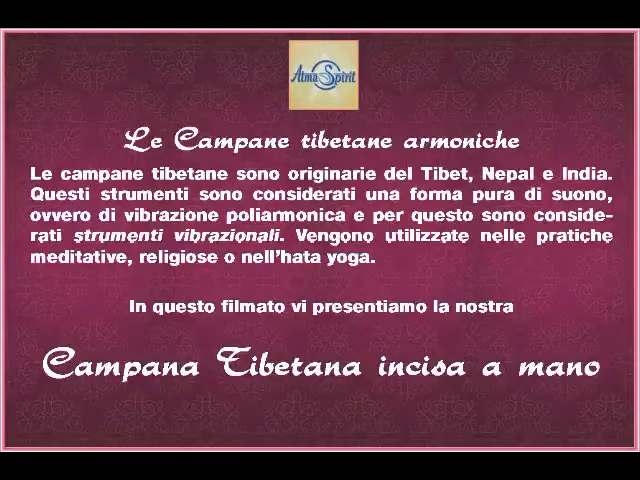 Atma Spirit
Le Campane tibetane armoniche
Le campane tibetane sono originarie del Tibet, Nepal e India.
Questi strumenti sono considerati una forma pura di suono,
ovvero di vibrazione poliarmonica e per questo sono conside-
rati strumenti vibrazionali. Vengono utilizzate nelle pratiche
meditative, religiose o nell'hata yoga.
In questo filmato vi presentiamo la nostra
Campana Tibetana incisa a mano